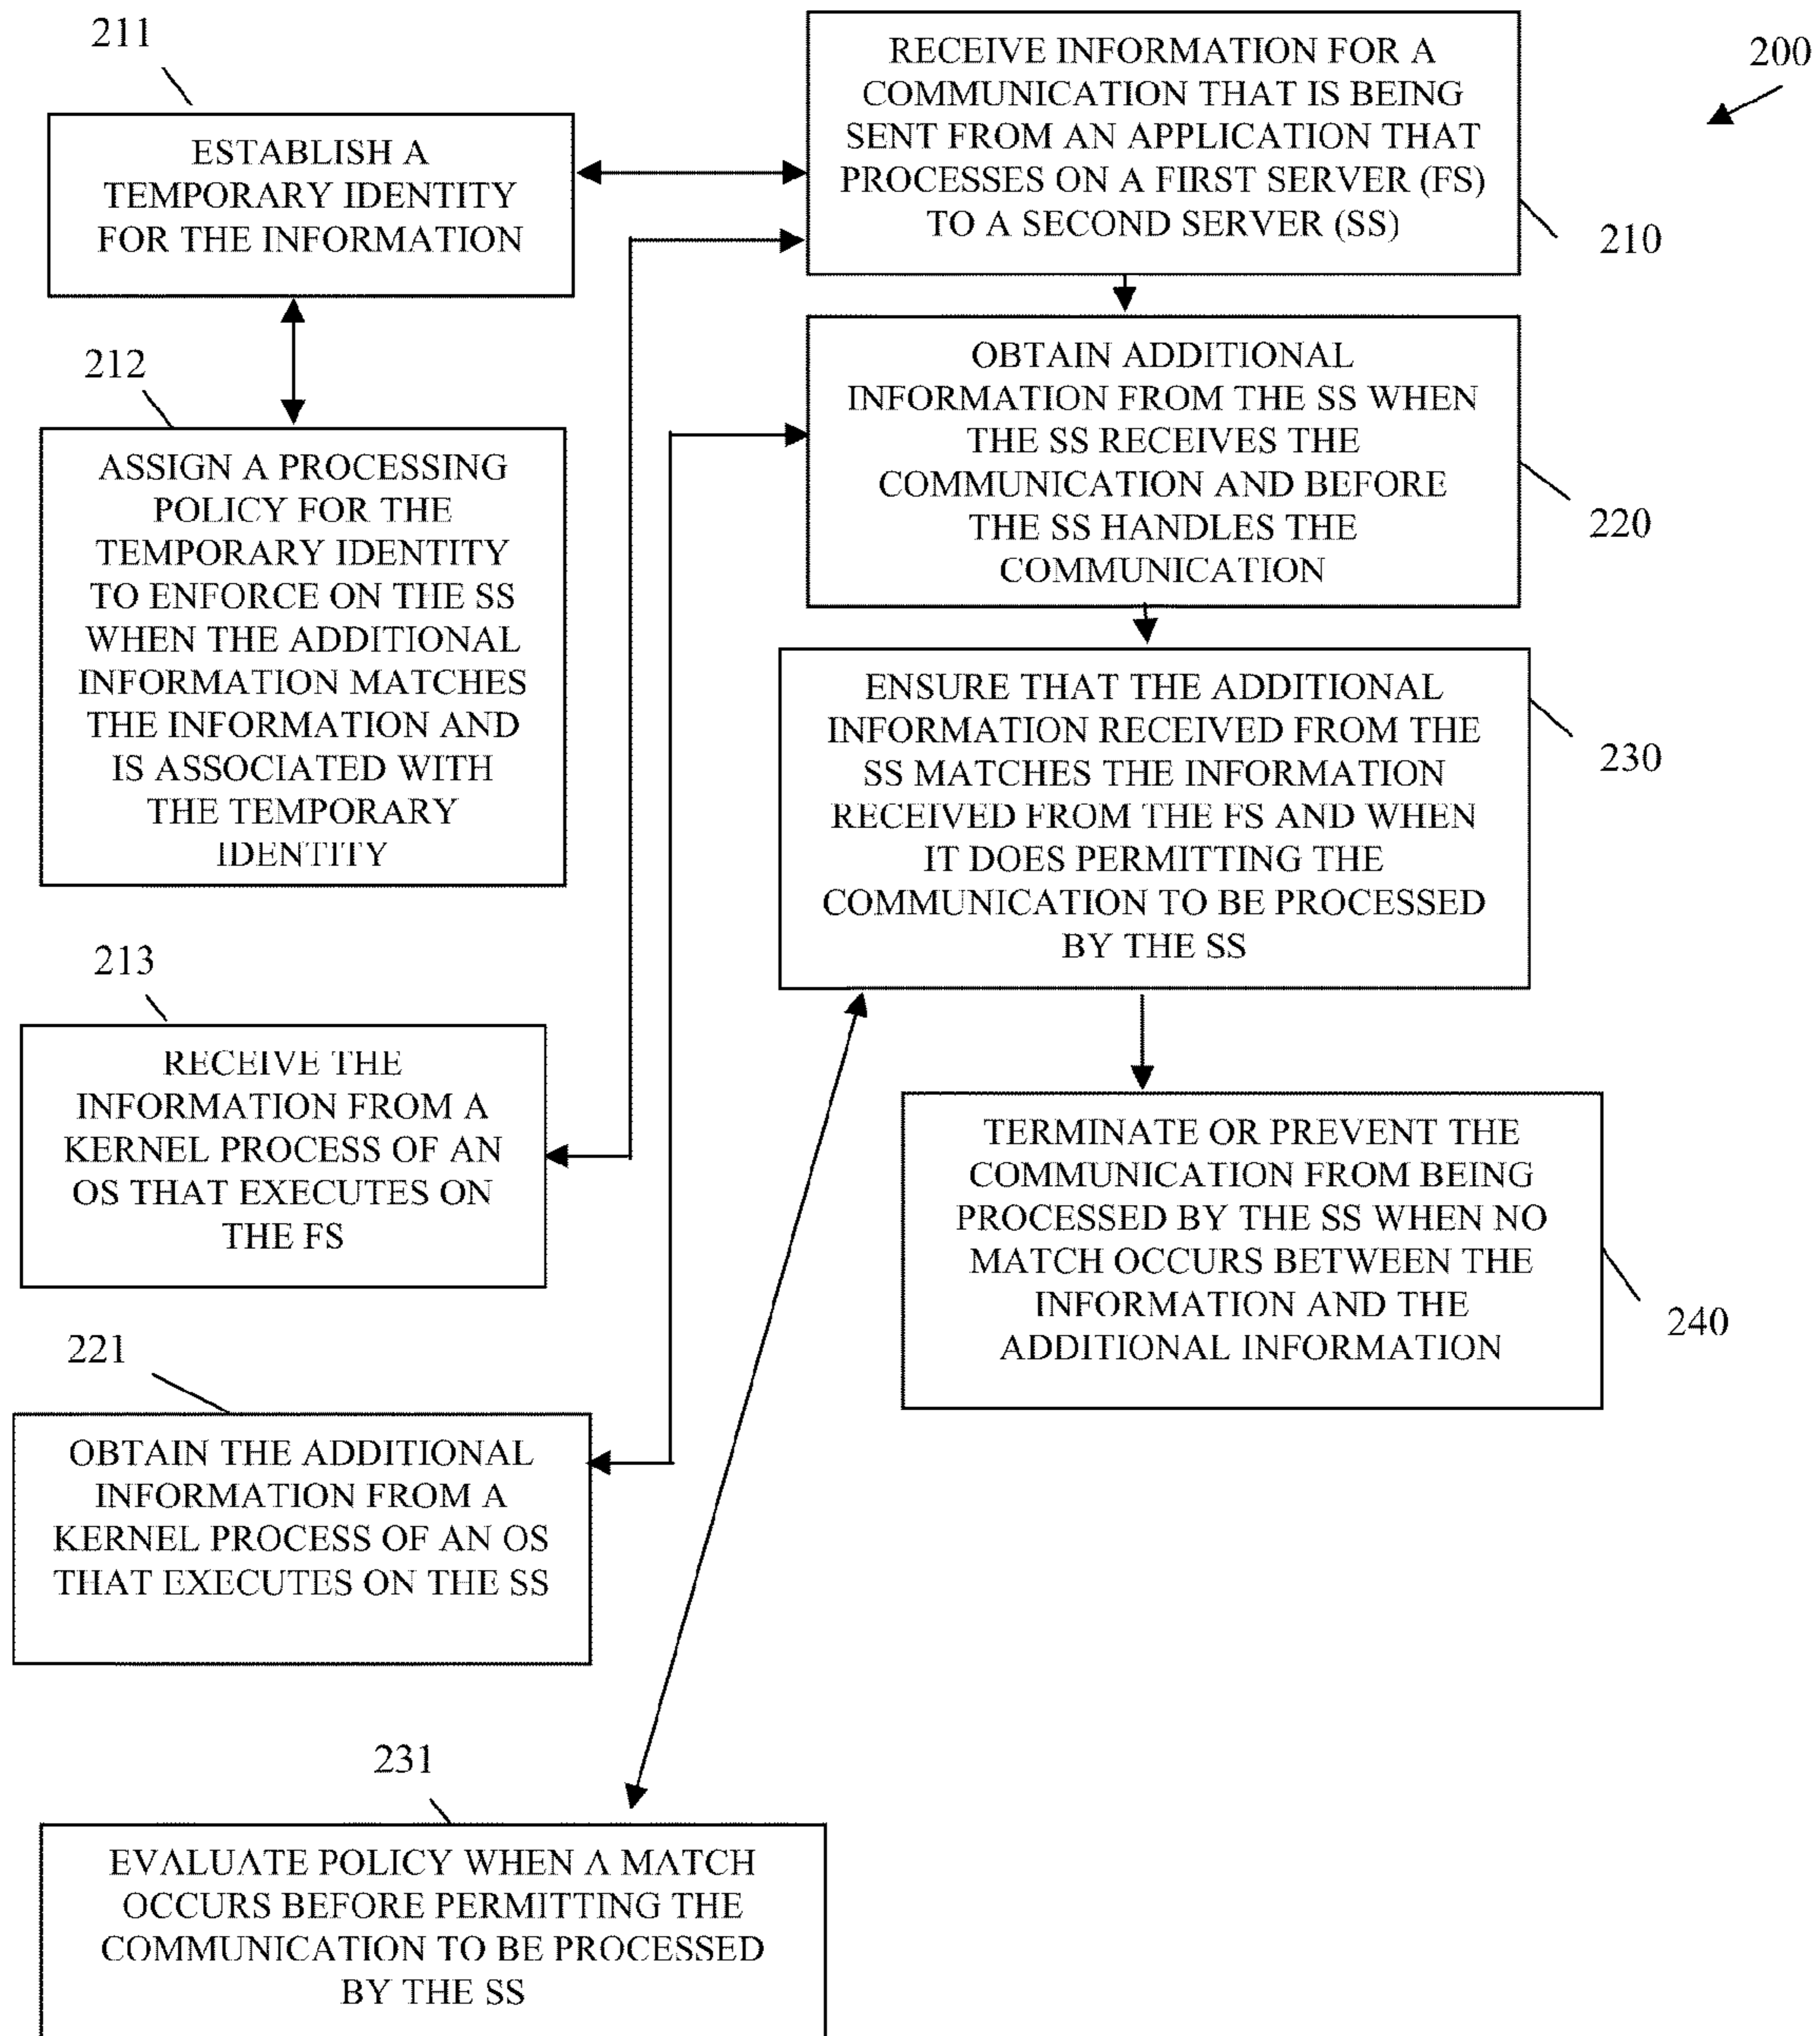 200
211
ESTABLISH A
TEMPORARY IDENTITY
FOR THE INFORMATION
RECEIVE INFORMATION FOR A
COMMUNICATION THAT IS BEING
SENT FROM AN APPLICATION THAT
PROCESSES ON A FIRST SERVER (FS)
TO A SECOND SERVER (SS)
210
212
ASSIGN A PROCESSING
POLICY FOR THE
TEMPORARY IDENTITY
TO ENFORCE ON THE SS
WHEN THE ADDITIONAL
INFORMATION MATCHES
THE INFORMATION AND
IS ASSOCIATED WITH
THE TEMPORARY
IDENTITY
OBTAIN ADDITIONAL
INFORMATION FROM THE SS WHEN
THE SS RECEIVES THE
COMMUNICATION AND BEFORE
THE SS HANDLES THE
COMMUNICATION
220
ENSURE THAT THE ADDITIONAL
INFORMATION RECEIVED FROM THE
SS MATCHES THE INFORMATION
RECEIVED FROM THE FS AND WHEN
IT DOES PERMITTING THE
COMMUNICATION TO BE PROCESSED
BY THE SS
230
213
RECEIVE THE
INFORMATION FROM A
KERNEL PROCESS OF AN
OS THAT EXECUTES ON
THE FS
TERMINATE OR PREVENT THE
COMMUNICATION FROM BEING
PROCESSED BY THE SS WHEN NO
MATCH OCCURS BETWEEN THE
INFORMATION AND THE
ADDITIONAL INFORMATION
240
221
OBTAIN THE ADDITIONAL
INFORMATION FROM A
KERNEL PROCESS OF AN OS
THAT EXECUTES ON THE SS
231
EVALUATE POLICY WHEN A MATCH
OCCURS BEFORE PERMITTING THE
COMMUNICATION TO BE PROCESSED
BY THE SS